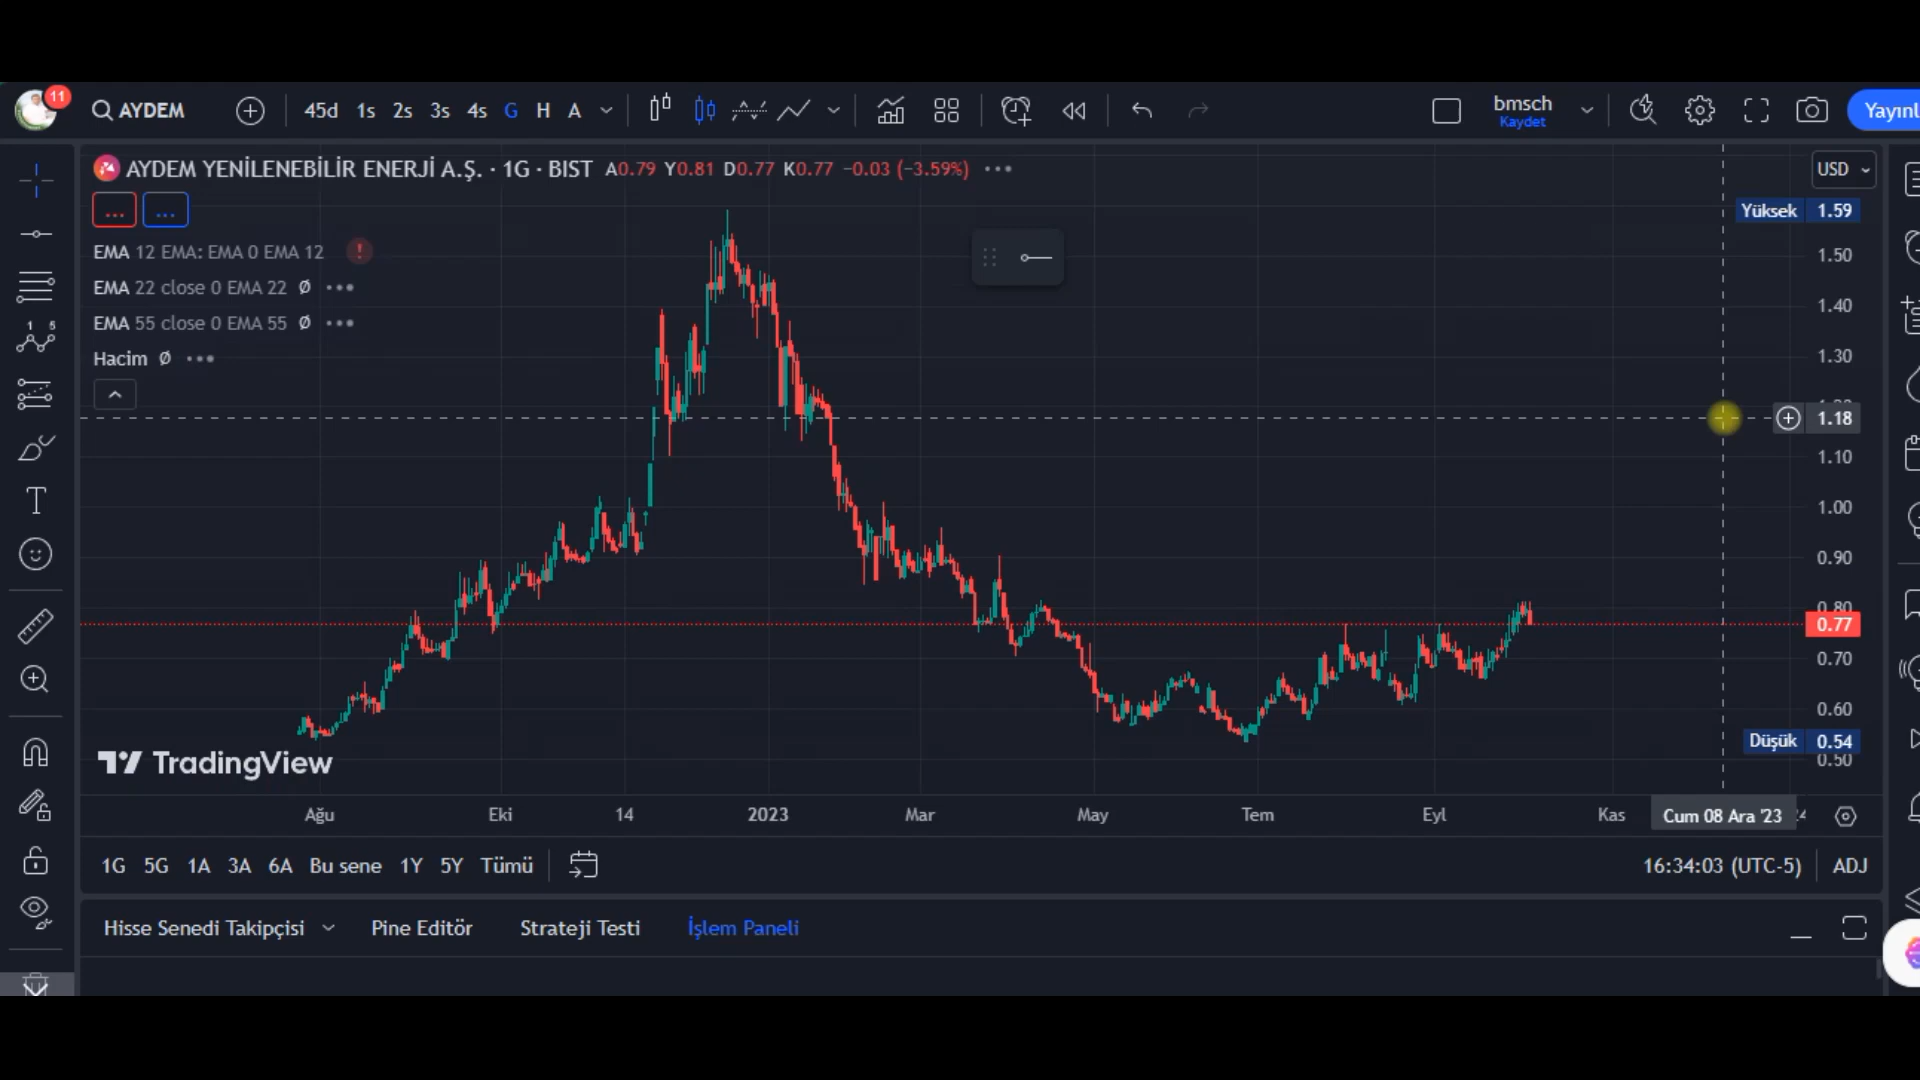 11
AYDEM
45d 1s 2s 3s 4s G H A
bmsch
Kaydet
Yayınl
AYDEM YENİLENEBİLİR ENERJİ A.Ş. · 1G · BIST A0.79 Y0.81 D0.77 K0.77 −0.03 (−3.59%)
USD
Yüksek 1.59
EMA 12 EMA: EMA 0 EMA 12 !
EMA 22 close 0 EMA 22 Ø
EMA 55 close 0 EMA 55 Ø
Hacim Ø
1.50
1.40
1.30
1.18
1.10
1.00
0.90
0.80
0.77
0.70
0.60
Düşük 0.54
0.50
TradingView
Ağu Eki 14 2023 Mar May Tem Eyl Kas Cum 08 Ara '23
1G 5G 1A 3A 6A Bu sene 1Y 5Y Tümü
16:34:03 (UTC-5) ADJ
Hisse Senedi Takipçisi Pine Editör Strateji Testi İşlem Paneli